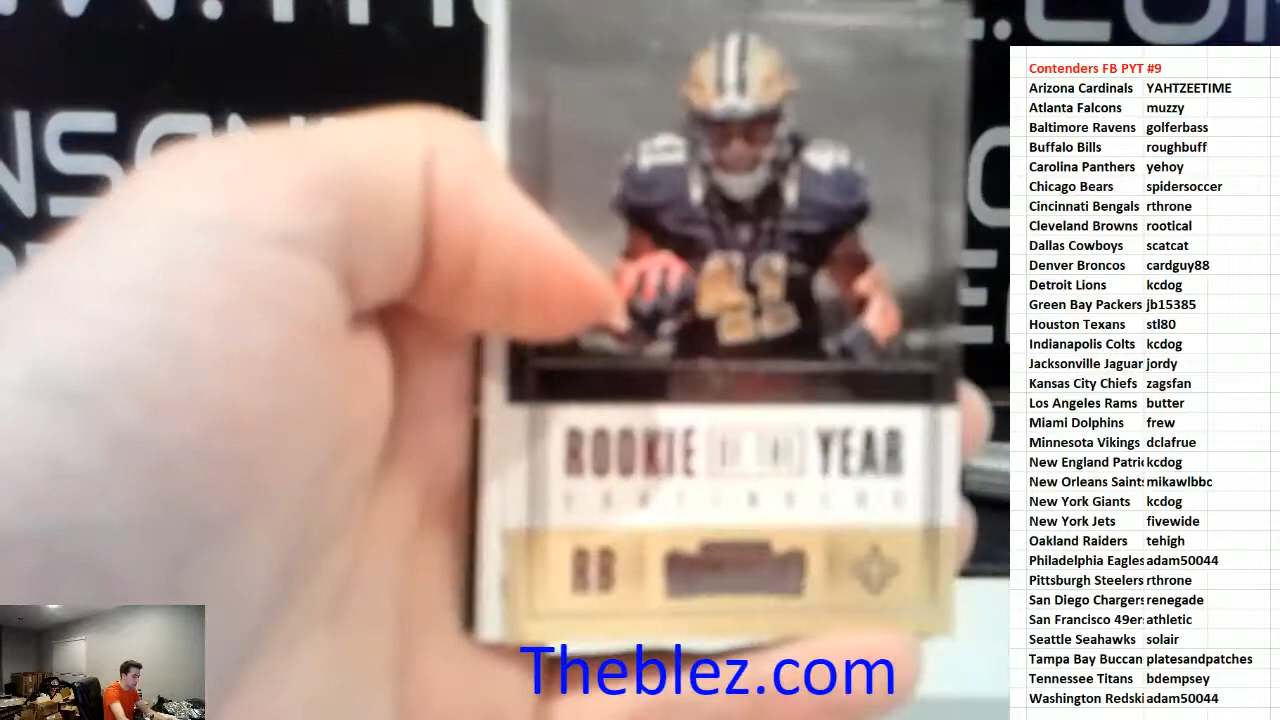 Contenders FB PYT #9
Arizona Cardinals YAHTZEETIME
Atlanta Falcons muzzy
Baltimore Ravens golferbass
Buffalo Bills roughbuff
Carolina Panthers yehoy
Chicago Bears spidersoccer
Cincinnati Bengals rthrone
Cleveland Browns rootical
Dallas Cowboys scatcat
Denver Broncos cardguy88
Detroit Lions kcdog
Green Bay Packers jb15385
Houston Texans stl80
Indianapolis Colts kcdog
Jacksonville Jaguar jordy
Kansas City Chiefs zagsfan
Los Angeles Rams butter
Miami Dolphins frew
Minnesota Vikings dclafrue
New England Patri kcdog
New Orleans Saints mikawlbbc
New York Giants kcdog
New York Jets fivewide
Oakland Raiders tehigh
Philadelphia Eagles adam50044
Pittsburgh Steelers rthrone
San Diego Chargers renegade
San Francisco 49er athletic
Seattle Seahawks solair
Tampa Bay Buccan platesandpatches
Tennessee Titans bdempsey
Washington Redski adam50044
41
ROOKIE OF THE YEAR
CONTENDERS
RB
Theblez.com